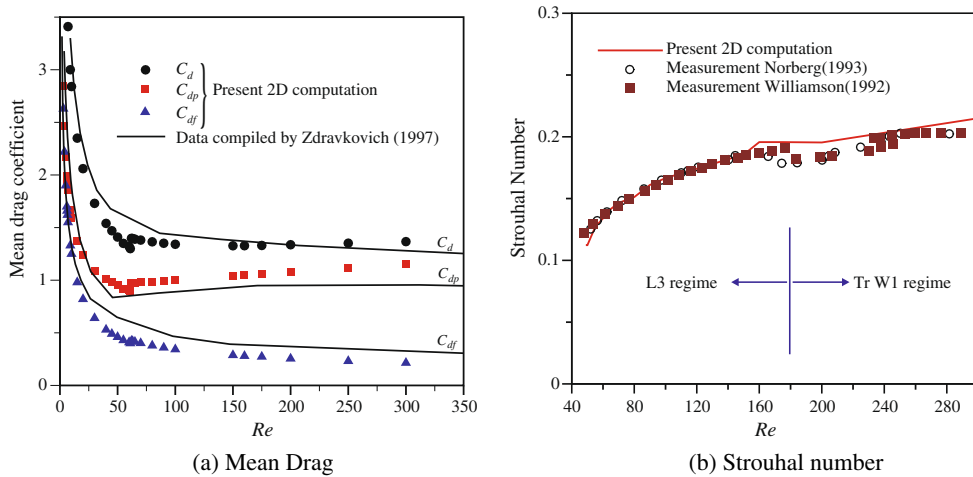 3
2
1
0
Mean drag coefficient
C_d
C_dp
C_df
Present 2D computation
Data compiled by Zdravkovich (1997)
C_d
C_dp
C_df
0 50 100 150 200 250 300 350
Re
(a) Mean Drag
0.3
0.2
0.1
0
Strouhal Number
Present 2D computation
Measurement Norberg(1993)
Measurement Williamson(1992)
L3 regime
Tr W1 regime
40 80 120 160 200 240 280
Re
(b) Strouhal number